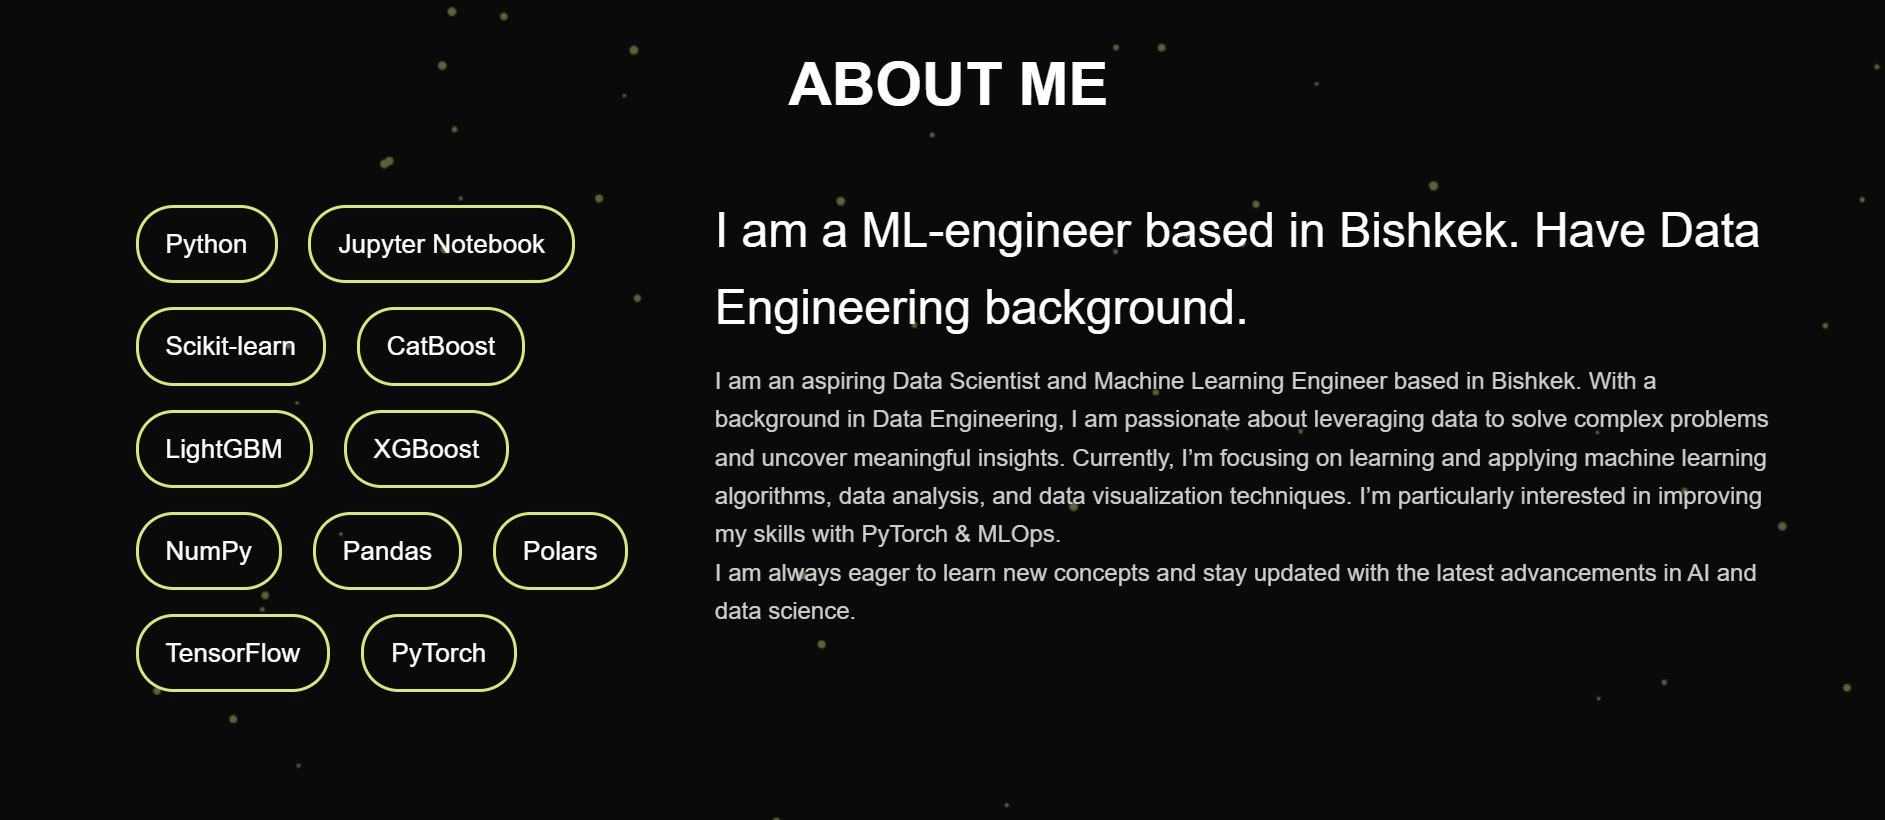 ABOUT ME
Python
Jupyter Notebook
Scikit-learn
CatBoost
LightGBM
XGBoost
NumPy
Pandas
Polars
TensorFlow
PyTorch
I am a ML-engineer based in Bishkek. Have Data
Engineering background.
I am an aspiring Data Scientist and Machine Learning Engineer based in Bishkek. With a
background in Data Engineering, I am passionate about leveraging data to solve complex problems
and uncover meaningful insights. Currently, I’m focusing on learning and applying machine learning
algorithms, data analysis, and data visualization techniques. I’m particularly interested in improving
my skills with PyTorch & MLOps.
I am always eager to learn new concepts and stay updated with the latest advancements in AI and
data science.